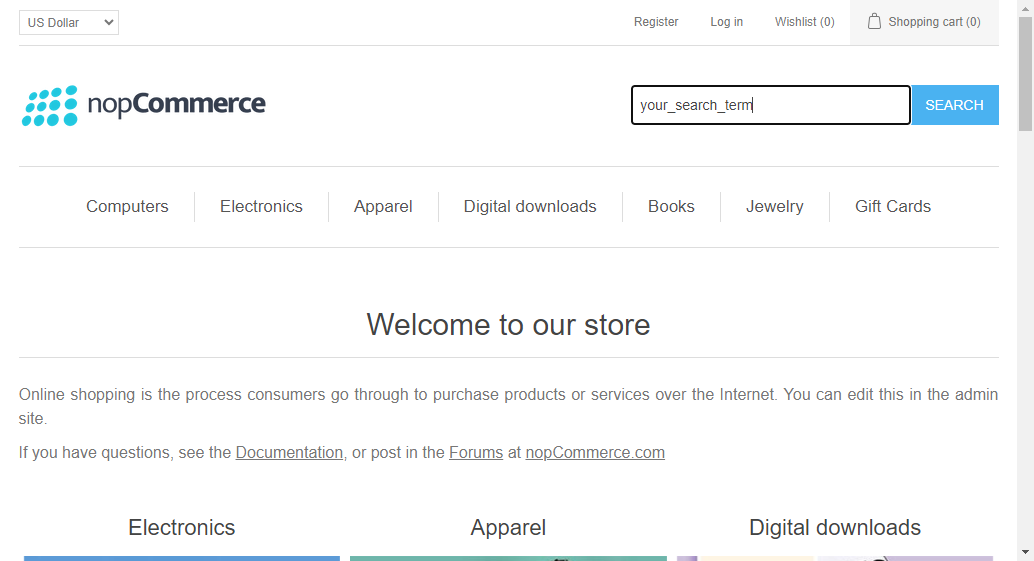 US Dollar
Register
Log in
Wishlist (0)
Shopping cart (0)
nopCommerce
your_search_term
SEARCH
Computers
Electronics
Apparel
Digital downloads
Books
Jewelry
Gift Cards
Welcome to our store
Online shopping is the process consumers go through to purchase products or services over the Internet. You can edit this in the admin
site.
If you have questions, see the Documentation, or post in the Forums at nopCommerce.com
Electronics
Apparel
Digital downloads